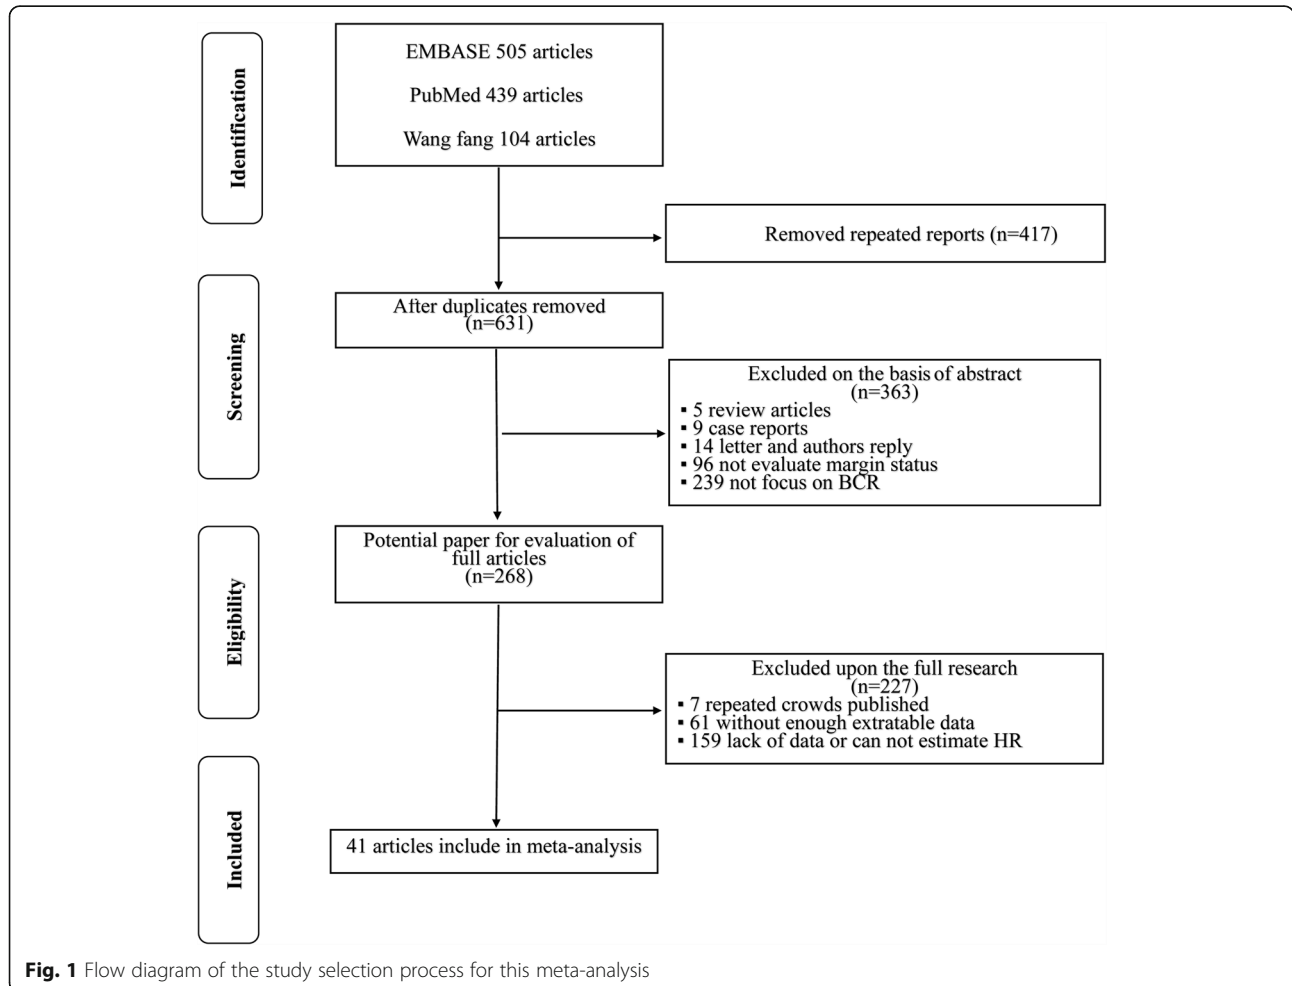 Identification
EMBASE 505 articles
PubMed 439 articles
Wang fang 104 articles
Removed repeated reports (n=417)
Screening
After duplicates removed
(n=631)
Excluded on the basis of abstract
(n=363)
▪ 5 review articles
▪ 9 case reports
▪ 14 letter and authors reply
▪ 96 not evaluate margin status
▪ 239 not focus on BCR
Eligibility
Potential paper for evaluation of
full articles
(n=268)
Excluded upon the full research
(n=227)
▪ 7 repeated crowds published
▪ 61 without enough extratable data
▪ 159 lack of data or can not estimate HR
Included
41 articles include in meta-analysis
Fig. 1 Flow diagram of the study selection process for this meta-analysis